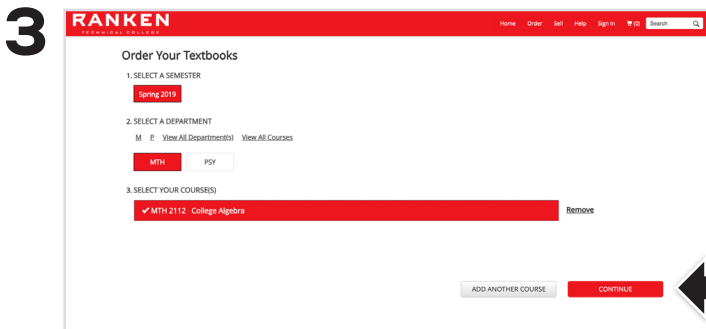 3
RANKEN
TECHNICAL COLLEGE
Home Order Sell Help Sign In (0) Search
Order Your Textbooks
1. SELECT A SEMESTER
Spring 2019
2. SELECT A DEPARTMENT
M P View All Department(s) View All Courses
MTH PSY
3. SELECT YOUR COURSE(S)
✔ MTH 2112 College Algebra Remove
ADD ANOTHER COURSE CONTINUE